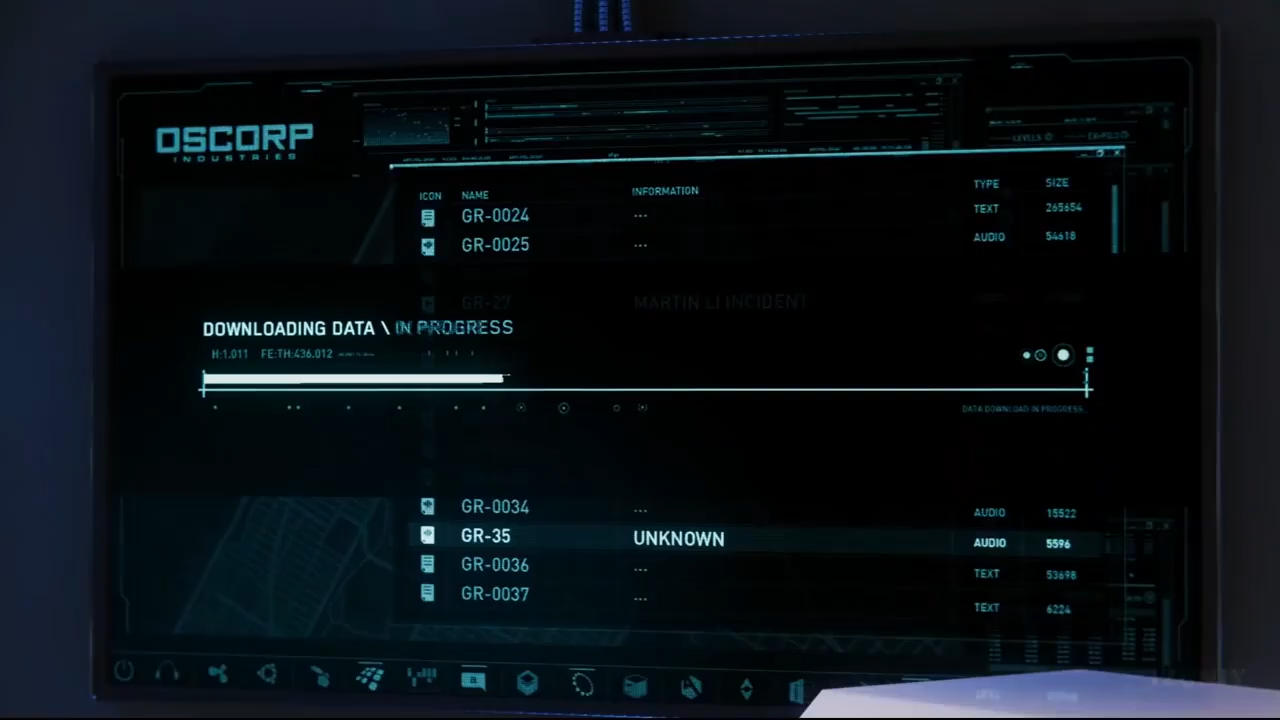 OSCORP
INDUSTRIES
LEVELS
ICON NAME INFORMATION TYPE SIZE
GR-0024 --- TEXT 265654
GR-0025 --- AUDIO 54618
GR-27 MARTIN LI INCIDENT
DOWNLOADING DATA \ IN PROGRESS
H:1.011 FE:TH:436.012
DATA DOWNLOAD IN PROGRESS..
GR-0034 --- AUDIO 15522
GR-35 UNKNOWN AUDIO 5596
GR-0036 --- TEXT 53698
GR-0037 --- TEXT 6224